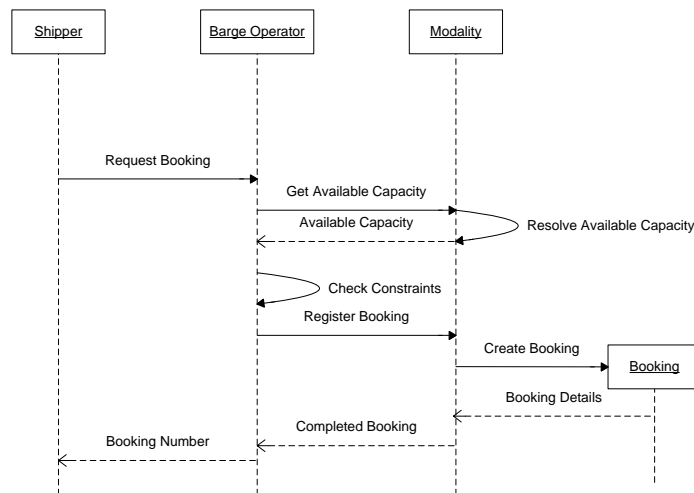 Shipper
Barge Operator
Modality
Request Booking
Get Available Capacity
Available Capacity
Resolve Available Capacity
Check Constraints
Register Booking
Create Booking
Booking
Booking Details
Completed Booking
Booking Number